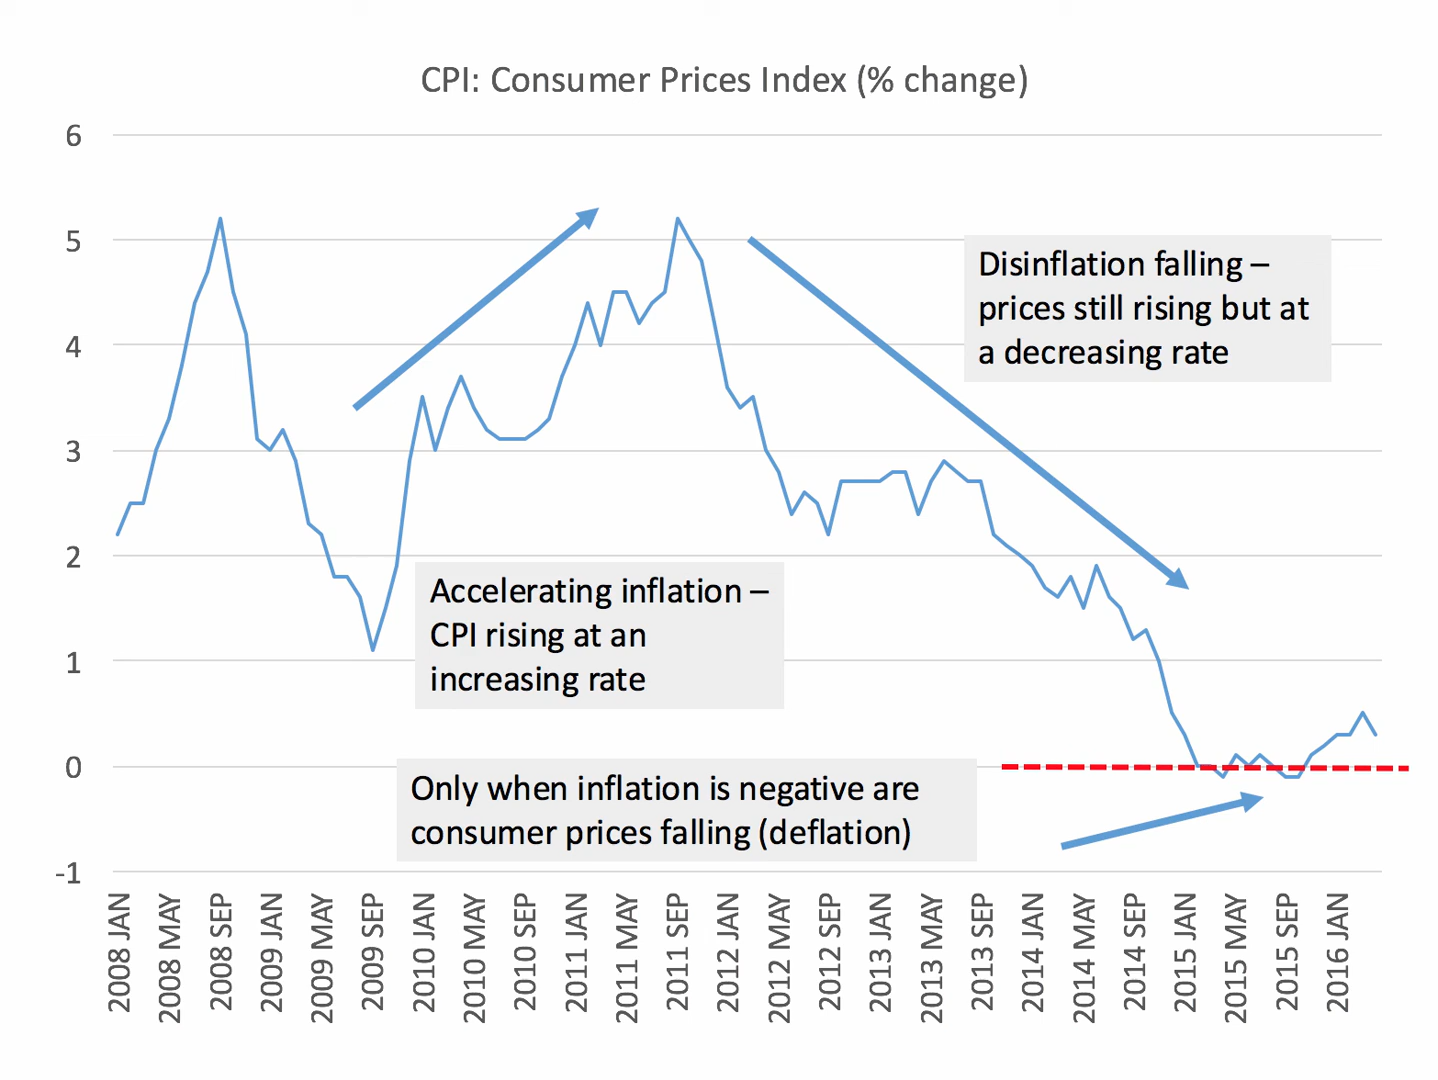 CPI: Consumer Prices Index (% change)
6
5
4
3
2
1
0
-1
Disinflation falling –
prices still rising but at
a decreasing rate
Accelerating inflation –
CPI rising at an
increasing rate
Only when inflation is negative are
consumer prices falling (deflation)
2008 JAN
2008 MAY
2008 SEP
2009 JAN
2009 MAY
2009 SEP
2010 JAN
2010 MAY
2010 SEP
2011 JAN
2011 MAY
2011 SEP
2012 JAN
2012 MAY
2012 SEP
2013 JAN
2013 MAY
2013 SEP
2014 JAN
2014 MAY
2014 SEP
2015 JAN
2015 MAY
2015 SEP
2016 JAN